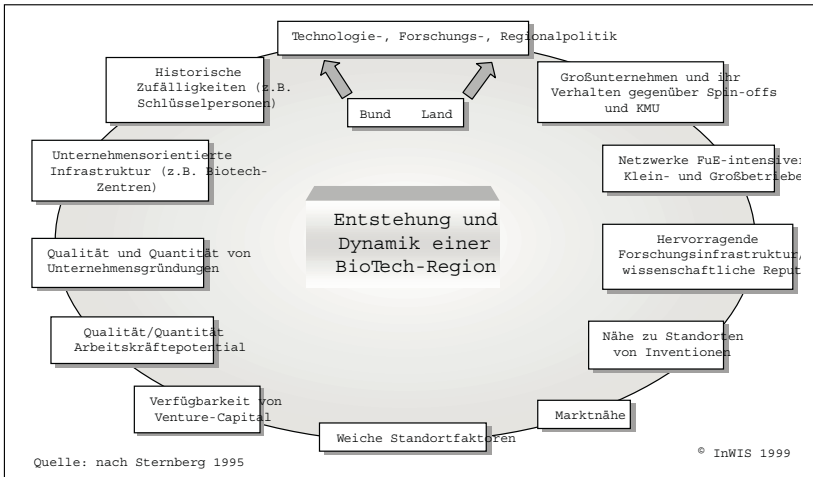 Technologie-, Forschungs-, Regionalpolitik
Historische
Zufälligkeiten (z.B.
Schlüsselpersonen)
Bund Land
Großunternehmen und ihr
Verhalten gegenüber Spin-offs
und KMU
Unternehmensorientierte
Infrastruktur (z.B. Biotech-
Zentren)
Netzwerke FuE-intensiver
Klein- und Großbetriebe
Entstehung und
Dynamik einer
BioTech-Region
Qualität und Quantität von
Unternehmensgründungen
Hervorragende
Forschungsinfrastruktur,
wissenschaftliche Reput
Qualität/Quantität
Arbeitskräftepotential
Nähe zu Standorten
von Inventionen
Verfügbarkeit von
Venture-Capital
Marktnähe
Weiche Standortfaktoren
Quelle: nach Sternberg 1995
© InWIS 1999